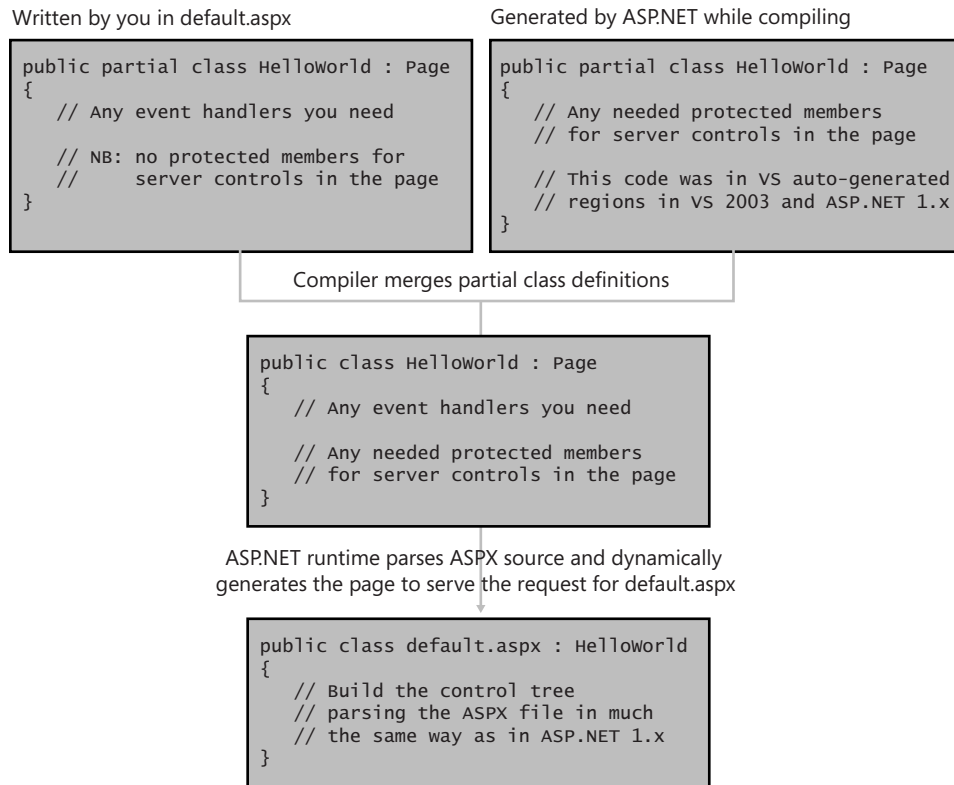 Written by you in default.aspx
public partial class HelloWorld : Page
{
// Any event handlers you need
// NB: no protected members for
//     server controls in the page
}
Generated by ASP.NET while compiling
public partial class HelloWorld : Page
{
// Any needed protected members
// for server controls in the page
// This code was in VS auto-generated
// regions in VS 2003 and ASP.NET 1.x
}
Compiler merges partial class definitions
public class HelloWorld : Page
{
// Any event handlers you need
// Any needed protected members
// for server controls in the page
}
ASP.NET runtime parses ASPX source and dynamically
generates the page to serve the request for default.aspx
public class default.aspx : HelloWorld
{
// Build the control tree
// parsing the ASPX file in much
// the same way as in ASP.NET 1.x
}